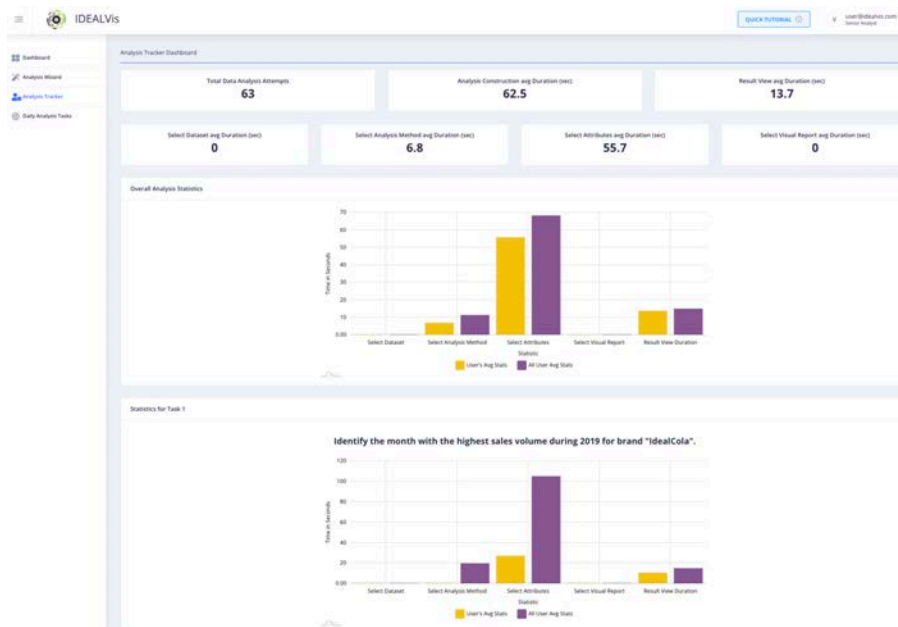 IDEALVis
QUICK TUTORIAL
V
user@idealvis.com
Senior Analyst
Dashboard
Analysis Wizard
Analysis Tracker
Daily Analysis Tasks
Analysis Tracker Dashboard
Total Data Analysis Attempts
63
Analysis Construction avg Duration (sec)
62.5
Result View avg Duration (sec)
13.7
Select Dataset avg Duration (sec)
0
Select Analysis Method avg Duration (sec)
6.8
Select Attributes avg Duration (sec)
55.7
Select Visual Report avg Duration (sec)
0
Overall Analysis Statistics
70
60
50
40
30
20
10
0.00
Time in Seconds
Select Dataset
Select Analysis Method
Select Attributes
Select Visual Report
Result View Duration
Statistic
User's Avg Stats
All User Avg Stats
Statistics for Task 1
Identify the month with the highest sales volume during 2019 for brand "IdealCola".
120
100
80
60
40
20
0.00
Time in Seconds
Select Dataset
Select Analysis Method
Select Attributes
Select Visual Report
Result View Duration
Statistic
User's Avg Stats
All User Avg Stats